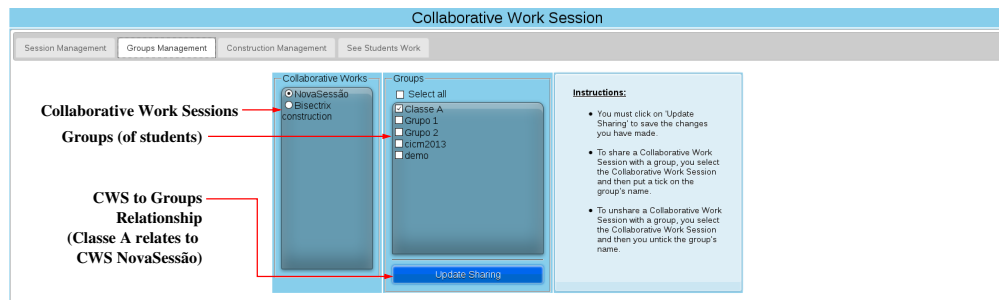 Collaborative Work Session
Session Management
Groups Management
Construction Management
See Students Work
Collaborative Work Sessions
Groups (of students)
CWS to Groups
Relationship
(Classe A relates to
CWS NovaSessão)
Collaborative Works
NovaSessão
Bisectrix
construction
Groups
Select all
Classe A
Grupo 1
Grupo 2
cicm2013
demo
Update Sharing
Instructions:
You must click on 'Update
Sharing' to save the changes
you have made.
To share a Collaborative Work
Session with a group, you select
the Collaborative Work Session
and then put a tick on the
group's name.
To unshare a Collaborative Work
Session with a group, you select
the Collaborative Work Session
and then you untick the group's
name.